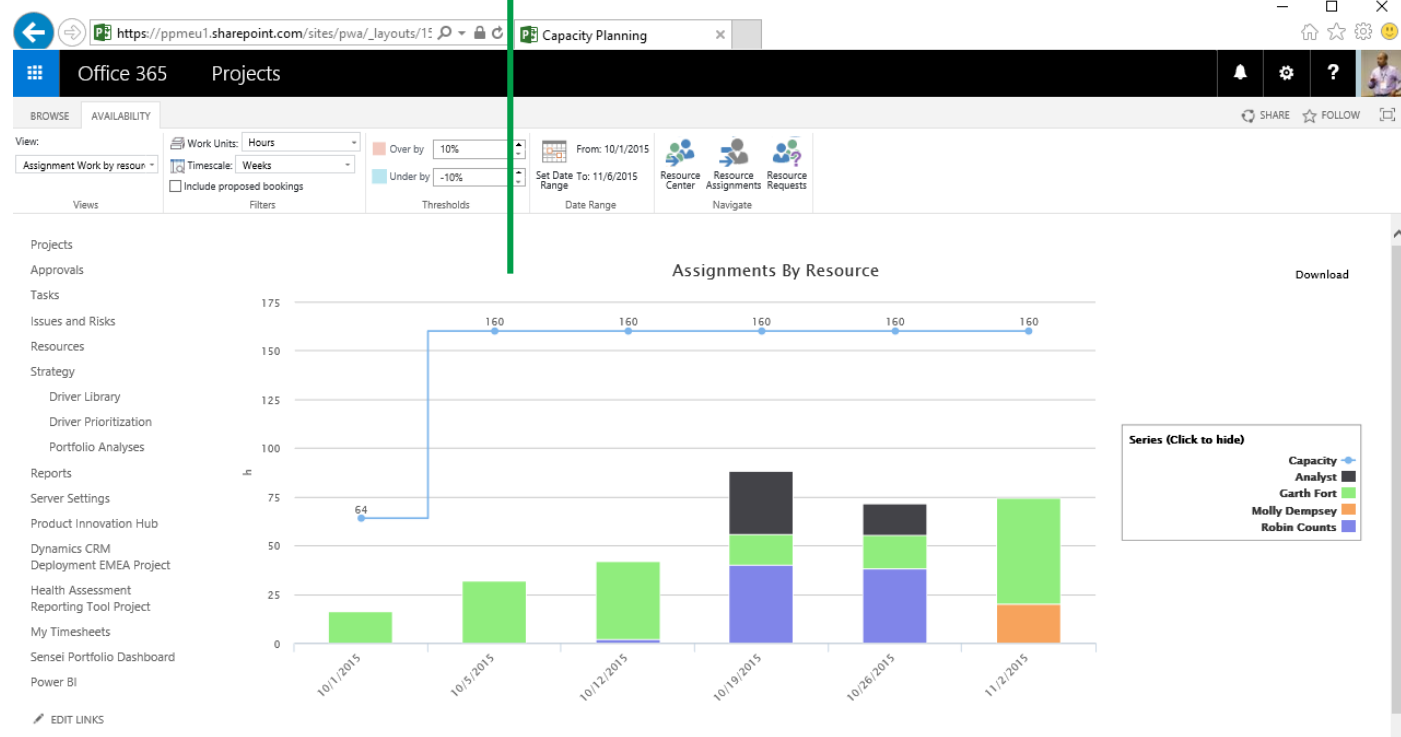 https://ppmeu1.sharepoint.com/sites/pwa/_layouts/15
Capacity Planning
Office 365 Projects
BROWSE AVAILABILITY
SHARE FOLLOW
View:
Work Units: Hours
Over by 10%
From: 10/1/2015
Assignment Work by resour
Timescale: Weeks
Under by -10%
Set Date Range
To: 11/6/2015
Resource Center
Resource Assignments
Resource Requests
Include proposed bookings
Views Filters Thresholds Date Range Navigate
Projects
Approvals
Tasks
Issues and Risks
Resources
Strategy
Driver Library
Driver Prioritization
Portfolio Analyses
Reports
Server Settings
Product Innovation Hub
Dynamics CRM
Deployment EMEA Project
Health Assessment
Reporting Tool Project
My Timesheets
Sensei Portfolio Dashboard
Power BI
EDIT LINKS
Assignments By Resource
Download
175
150
125
100
75
50
25
0
h
64 160 160 160 160 160
10/1/2015 10/5/2015 10/12/2015 10/19/2015 10/26/2015 11/2/2015
Series (Click to hide)
Capacity
Analyst
Garth Fort
Molly Dempsey
Robin Counts